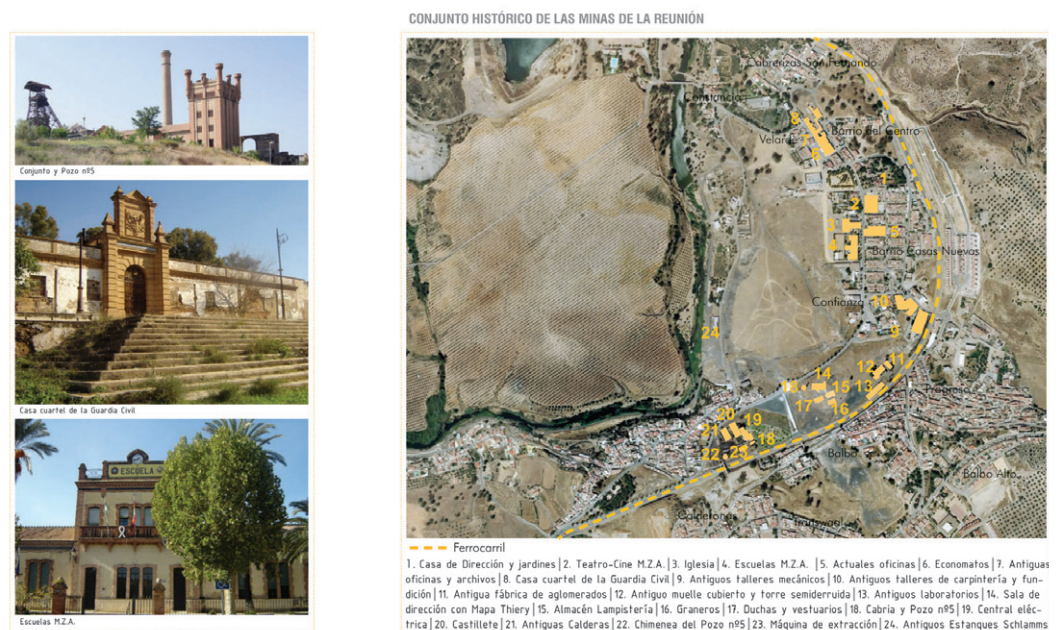 CONJUNTO HISTÓRICO DE LAS MINAS DE LA REUNIÓN
Conjunto y Pozo nº5
Casa cuartel de la Guardia Civil
ESCUELA
Escuelas M.Z.A.
Cabrerizas San Fernando
Constancia
8
Barrio del Centro
Velarde
7
6
1
2
3
5
4
Barrio Casas Nuevas
Confianza
10
9
24
11
12
14
13
Progreso
15
17
16
20
19
21
18
22
23
Balbo
Balbo Alto
Calderonas
Transwaal
Ferrocarril
1. Casa de Dirección y jardines | 2. Teatro-Cine M.Z.A. | 3. Iglesia | 4. Escuelas M.Z.A. | 5. Actuales oficinas | 6. Economatos | 7. Antiguas
oficinas y archivos | 8. Casa cuartel de la Guardia Civil | 9. Antiguos talleres mecánicos | 10. Antiguos talleres de carpintería y fun-
dición | 11. Antigua fábrica de aglomerados | 12. Antiguo muelle cubierto y torre semiderruida | 13. Antiguos laboratorios | 14. Sala de
dirección con Mapa Thiery | 15. Almacén Lampistería | 16. Graneros | 17. Duchas y vestuarios | 18. Cabria y Pozo nº5 | 19. Central eléc-
trica | 20. Castillete | 21. Antiguas Calderas | 22. Chimenea del Pozo nº5 | 23. Máquina de extracción | 24. Antiguos Estanques Schlamms